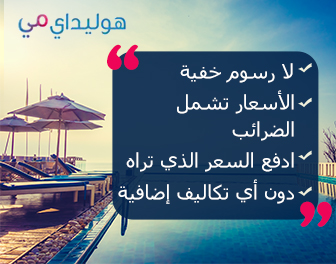 هوليداي مي
لا رسوم خفية
الأسعار تشمل
الضرائب
ادفع السعر الذي تراه
دون أي تكاليف إضافية